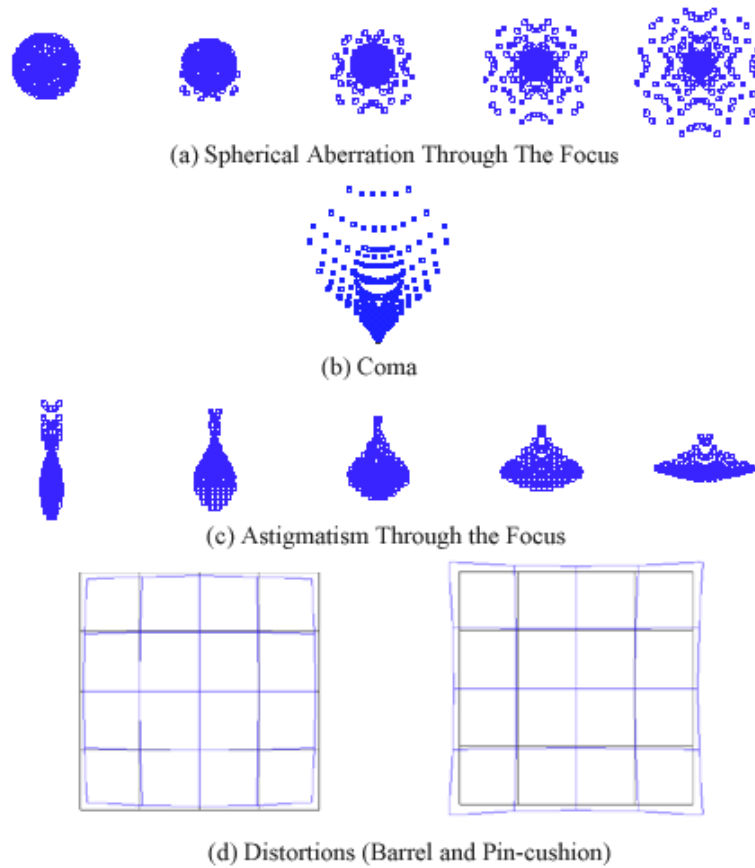 (a) Spherical Aberration Through The Focus
(b) Coma
(c) Astigmatism Through the Focus
(d) Distortions (Barrel and Pin-cushion)